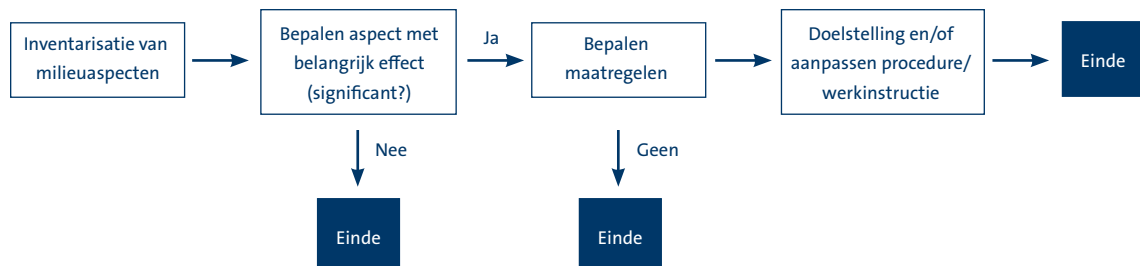 Inventarisatie van
milieuaspecten
Bepalen aspect met
belangrijk effect
(significant?)
Ja
Bepalen
maatregelen
Doelstelling en/of
aanpassen procedure/
werkinstructie
Einde
Nee
Geen
Einde
Einde